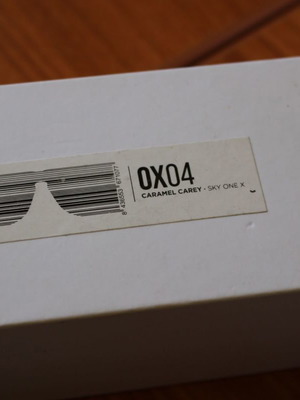 0X04
CARAMEL CAREY - SKY ONE X